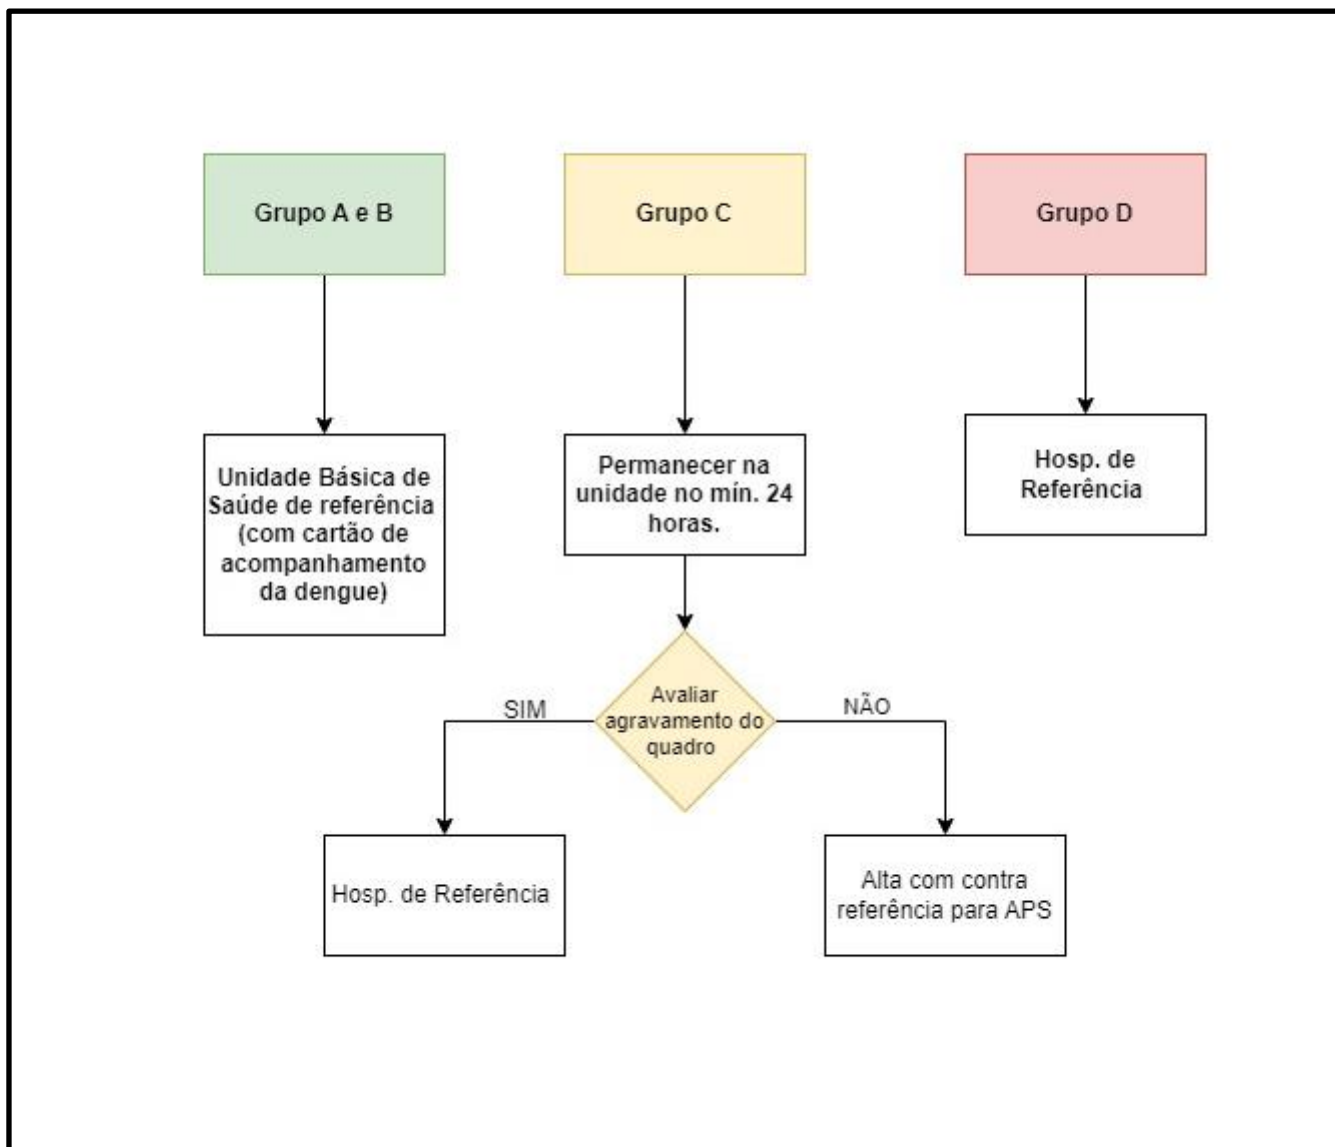 Grupo A e B
Grupo C
Grupo D
Unidade Básica de
Saúde de referência
(com cartão de
acompanhamento
da dengue)
Permanecer na
unidade no mín. 24
horas.
Hosp. de
Referência
Avaliar
agravamento do
quadro
SIM
NÃO
Hosp. de Referência
Alta com contra
referência para APS